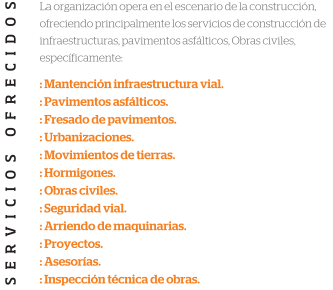 SERVICIOS OFRECIDOS
La organización opera en el escenario de la construcción,
ofreciendo principalmente los servicios de construcción de
infraestructuras, pavimentos asfálticos, Obras civiles,
específicamente:
: Mantención infraestructura vial.
: Pavimentos asfálticos.
: Fresado de pavimentos.
: Urbanizaciones.
: Movimientos de tierras.
: Hormigones.
: Obras civiles.
: Seguridad vial.
: Arriendo de maquinarias.
: Proyectos.
: Asesorías.
: Inspección técnica de obras.